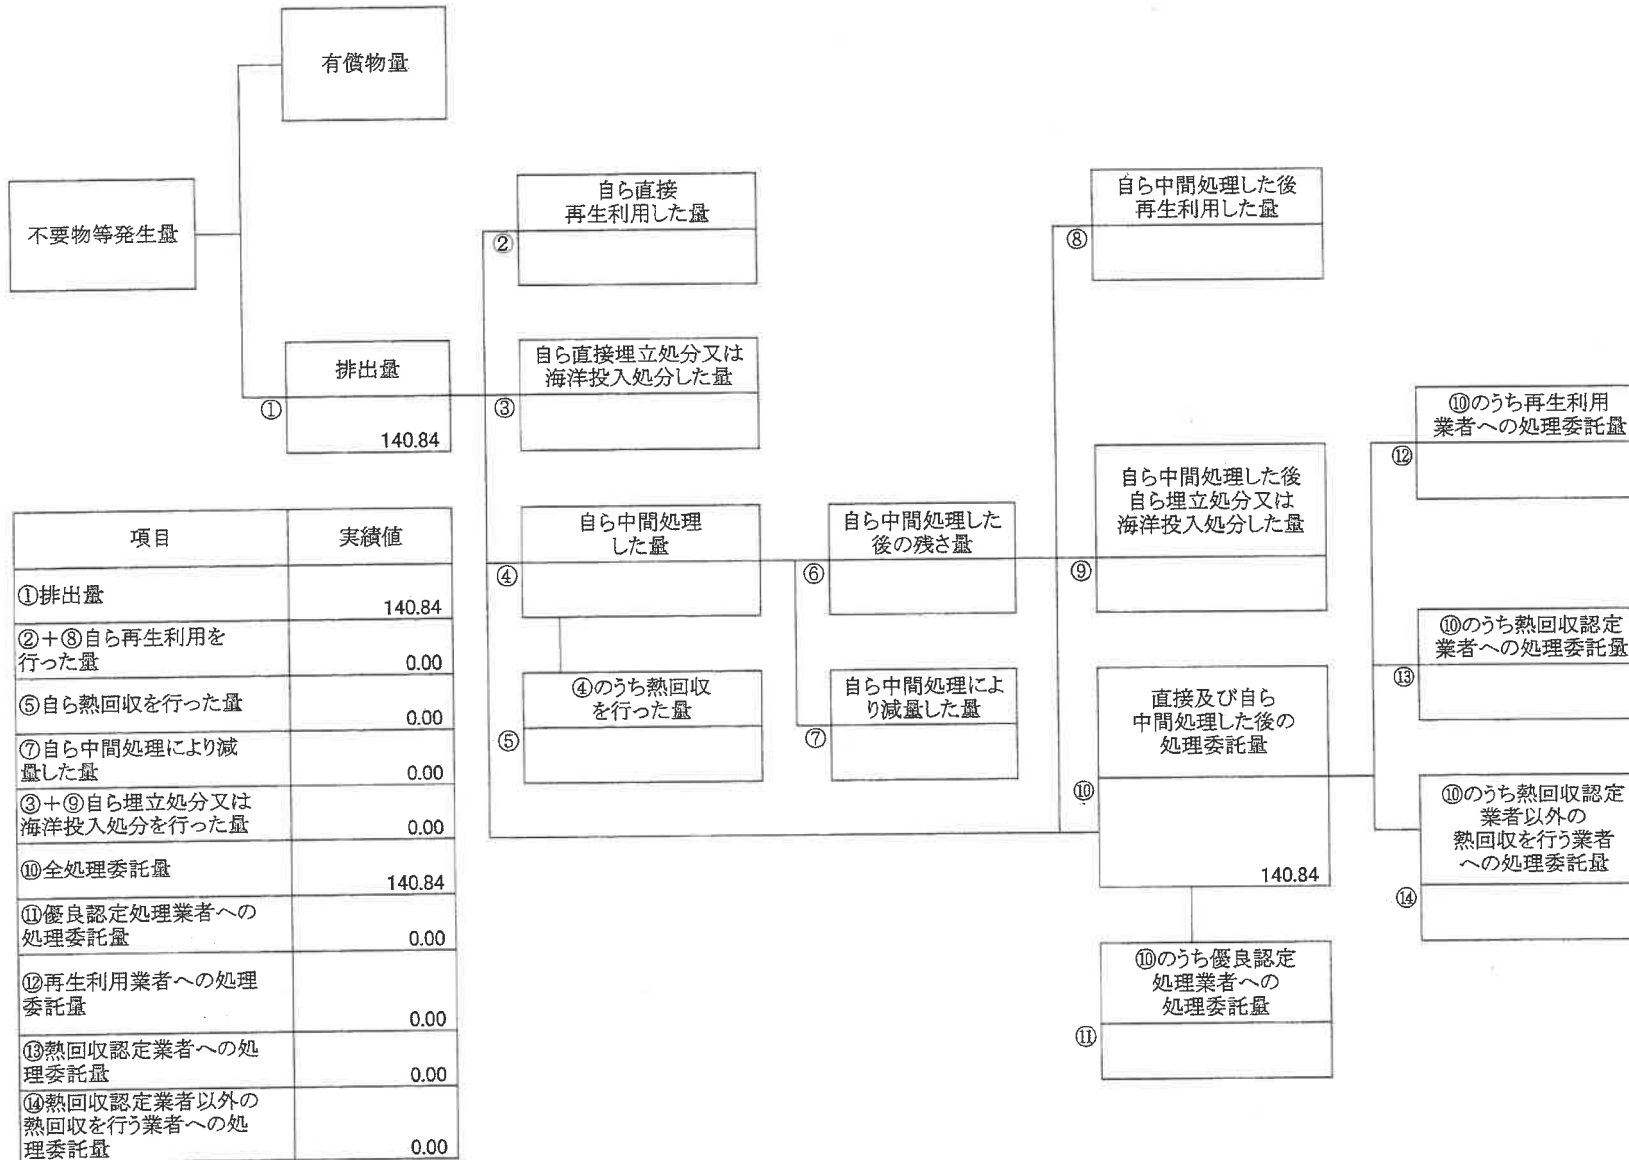 有償物量
不要物等発生量
排出量
①
140.84
自ら直接
再生利用した量
②
自ら直接埋立処分又は
海洋投入処分した量
③
自ら中間処理
した量
④
④のうち熱回収
を行った量
⑤
自ら中間処理した
後の残さ量
⑥
自ら中間処理によ
り減量した量
⑦
自ら中間処理した後
再生利用した量
⑧
自ら中間処理した後
自ら埋立処分又は
海洋投入処分した量
⑨
直接及び自ら
中間処理した後の
処理委託量
⑩
140.84
⑩のうち優良認定
処理業者への
処理委託量
⑪
⑩のうち再生利用
業者への処理委託量
⑫
⑩のうち熱回収認定
業者への処理委託量
⑬
⑩のうち熱回収認定
業者以外の
熱回収を行う業者
への処理委託量
⑭
項目 実績値
①排出量 140.84
②+⑧自ら再生利用を
行った量 0.00
⑤自ら熱回収を行った量 0.00
⑦自ら中間処理により減
量した量 0.00
③+⑨自ら埋立処分又は
海洋投入処分を行った量 0.00
⑩全処理委託量 140.84
⑪優良認定処理業者への
処理委託量 0.00
⑫再生利用業者への処理
委託量 0.00
⑬熱回収認定業者への処
理委託量 0.00
⑭熱回収認定業者以外の
熱回収を行う業者への処
理委託量 0.00